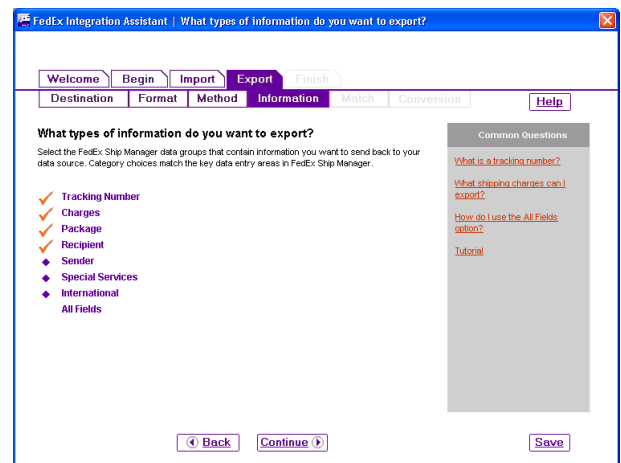 FedEx Integration Assistant | What types of information do you want to export?
Welcome Begin Import Export Finish
Destination Format Method Information Match Conversion Help
What types of information do you want to export?
Select the FedEx Ship Manager data groups that contain information you want to send back to your
data source. Category choices match the key data entry areas in FedEx Ship Manager.
Tracking Number
Charges
Package
Recipient
Sender
Special Services
International
All Fields
Common Questions
What is a tracking number?
What shipping charges can I
export?
How do I use the All Fields
option?
Tutorial
Back Continue Save